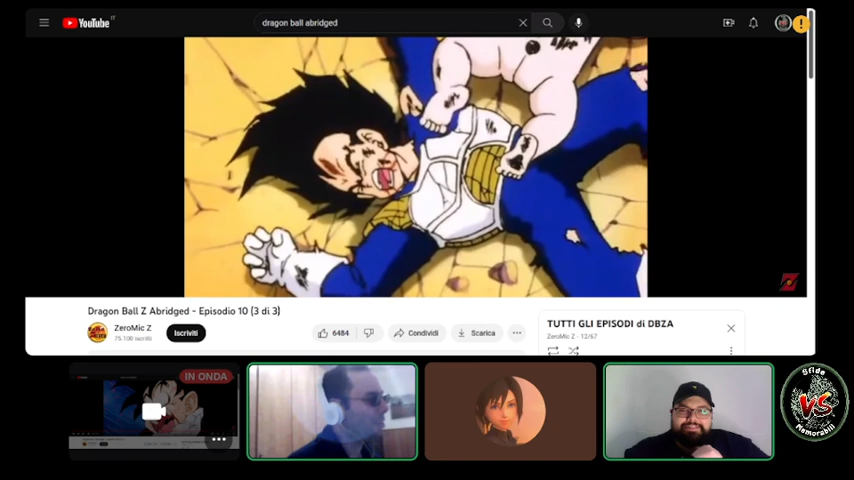 YouTube IT
dragon ball abridged
Dragon Ball Z Abridged - Episodio 10 (3 di 3)
ZeroMic Z
75.100 iscritti
Iscriviti
6484
Condividi
Scarica
TUTTI GLI EPISODI di DBZA
ZeroMic Z - 12/67
IN ONDA
Sfide
VS
Memorabili